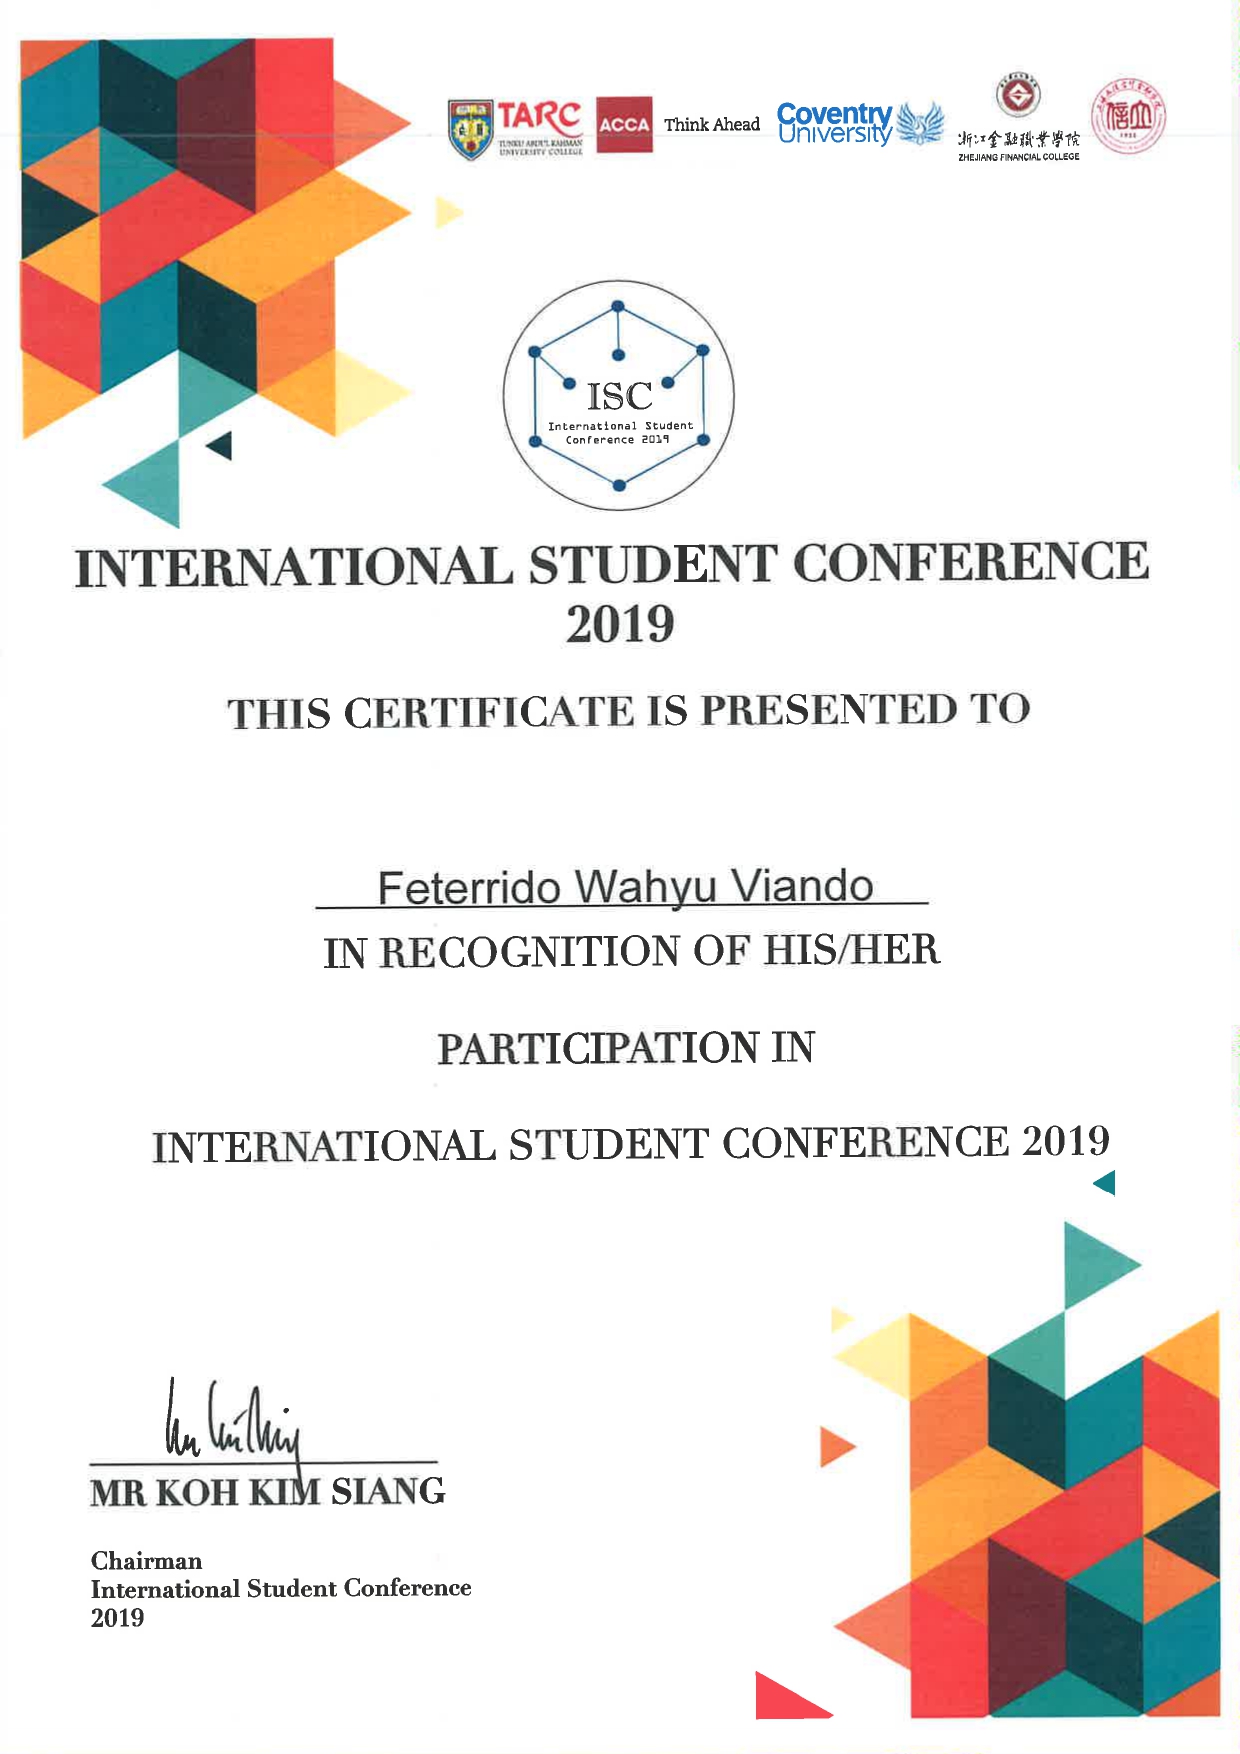 TARC
TUNKU ABDUL RAHMAN
UNIVERSITY COLLEGE
ACCA
Think Ahead
Coventry
University
浙江金融職業學院
ZHEJIANG FINANCIAL COLLEGE
ISC
International Student
Conference 2019
INTERNATIONAL STUDENT CONFERENCE
2019
THIS CERTIFICATE IS PRESENTED TO
Feterrido Wahyu Viando
IN RECOGNITION OF HIS/HER
PARTICIPATION IN
INTERNATIONAL STUDENT CONFERENCE 2019
MR KOH KIM SIANG
Chairman
International Student Conference
2019